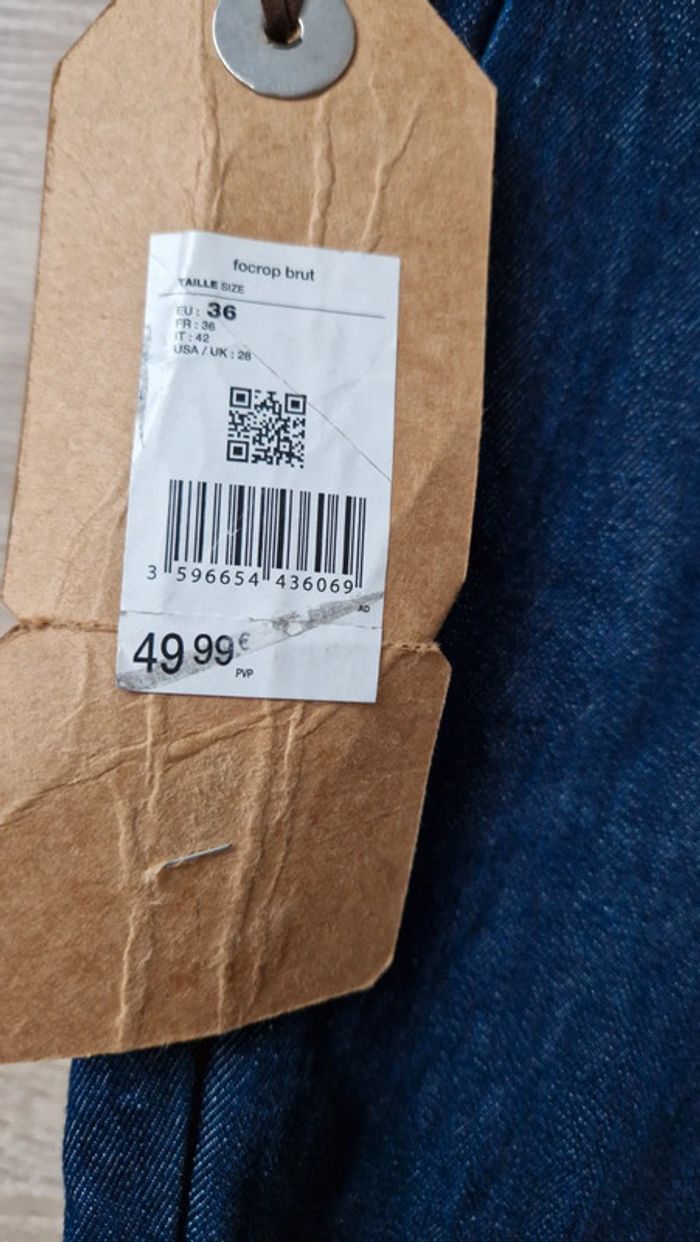 focrop brut
TAILLE SIZE
EU : 36
FR : 36
IT : 42
USA / UK : 28
3 596654 436069
AD
49 99€
PVP